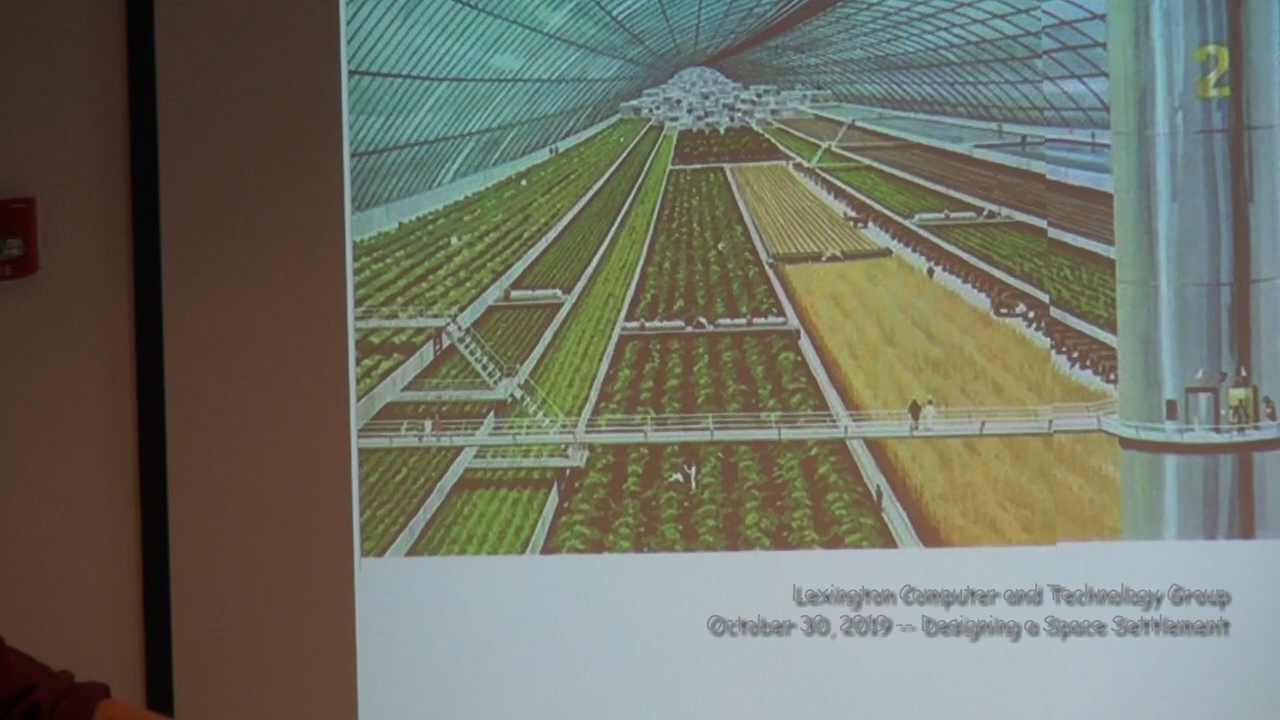 2
Lexington Computer and Technology Group
October 30, 2019 -- Designing a Space Settlement